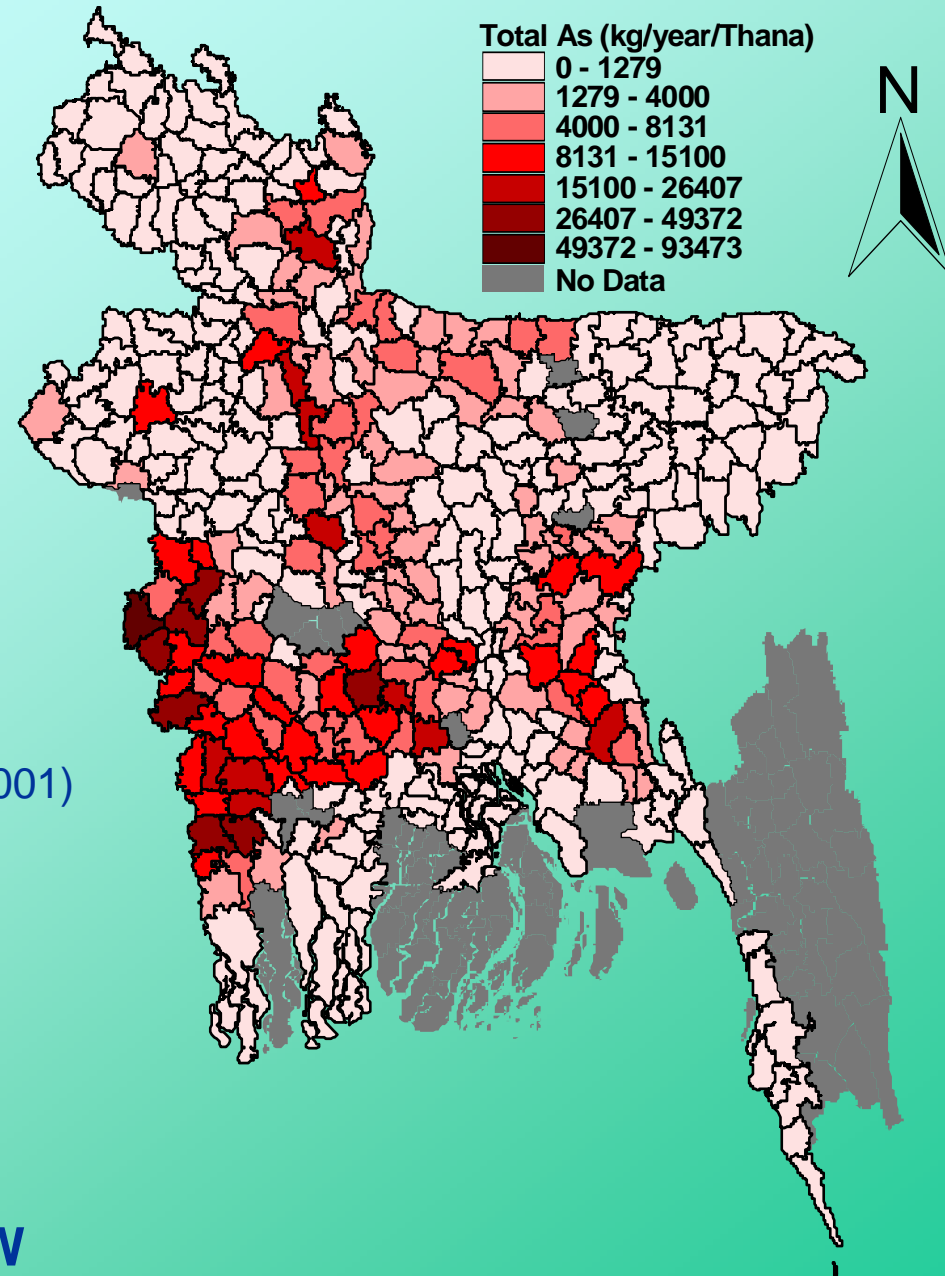 Total As (kg/year/Thana)
0 - 1279
1279 - 4000
4000 - 8131
8131 - 15100
15100 - 26407
26407 - 49372
49372 - 93473
No Data
N
001)